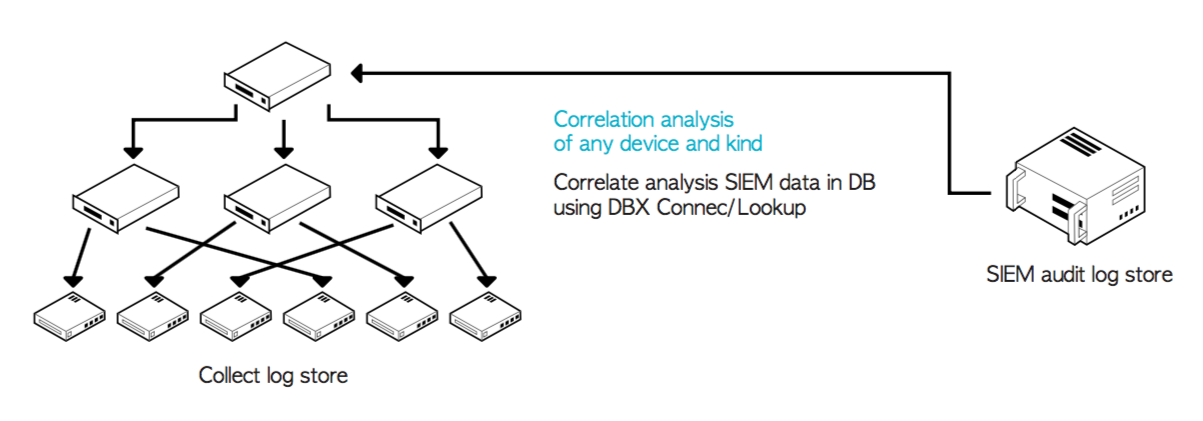 Correlation analysis
of any device and kind
Correlate analysis SIEM data in DB
using DBX Connec/Lookup
SIEM audit log store
Collect log store